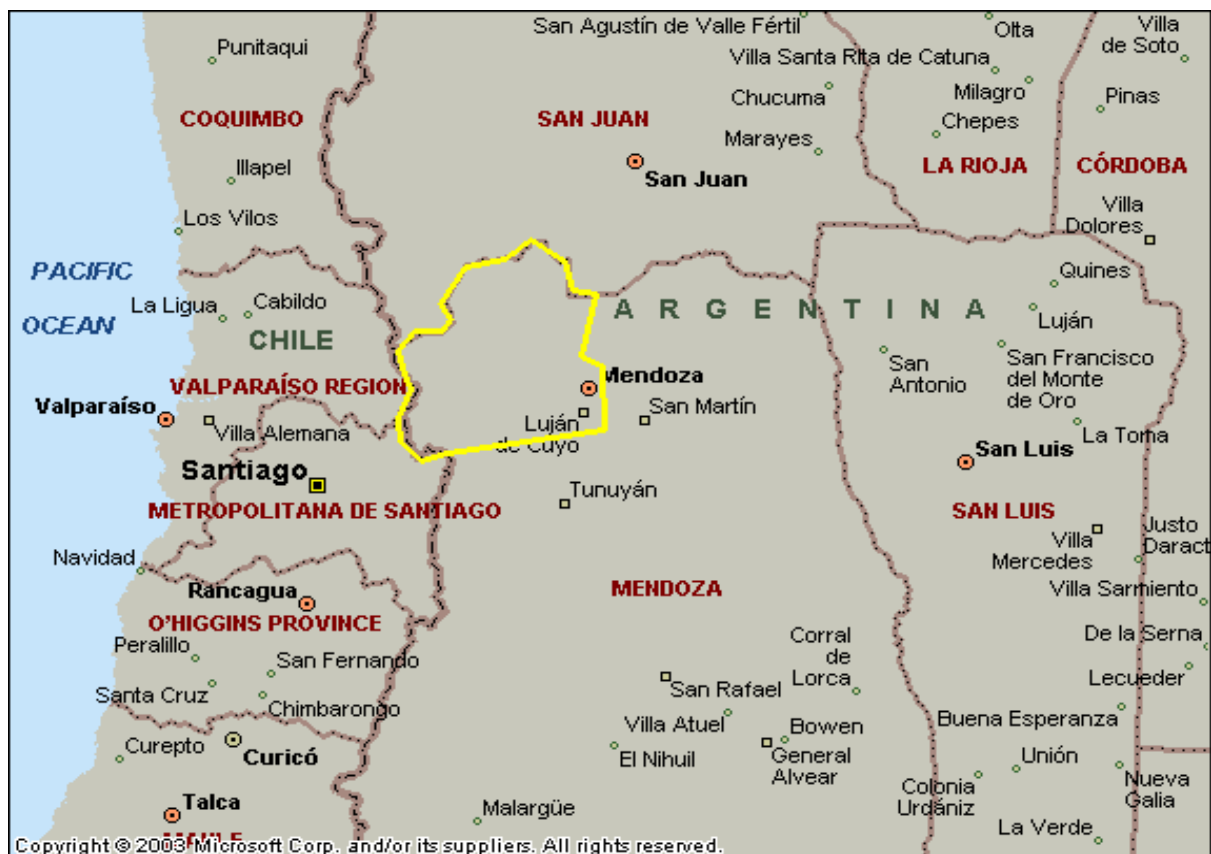 San Agustín de Valle Fértil
Olta
Villa
de Soto
Punitaqui
Villa Santa Rita de Catuna
Chucuma
Milagro
Pinas
COQUIMBO
SAN JUAN
Chepes
Marayes
LA RIOJA
CÓRDOBA
Illapel
San Juan
Villa
Dolores
Los Vilos
PACIFIC
OCEAN
Quines
La Ligua
Cabildo
ARGENTINA
Luján
CHILE
San
Antonio
San Francisco
del Monte
de Oro
VALPARAÍSO REGION
Mendoza
Valparaíso
Villa Alemana
Luján
de Cuyo
San Martín
La Toma
Santiago
San Luis
Tunuyán
METROPOLITANA DE SANTIAGO
SAN LUIS
Villa
Mercedes
Justo
Daract
Navidad
Rancagua
MENDOZA
Villa Sarmiento
O'HIGGINS PROVINCE
Peralillo
San Fernando
Corral
de
Lorca
De la Serna
Lecueder
Santa Cruz
Chimbarongo
San Rafael
Villa Atuel
Bowen
Buena Esperanza
Curepto
Curicó
El Nihuil
General
Alvear
Unión
Colonia
Urdániz
Nueva
Galia
Talca
Malargüe
La Verde
MAULE
Copyright © 2003 Microsoft Corp. and/or its suppliers. All rights reserved.